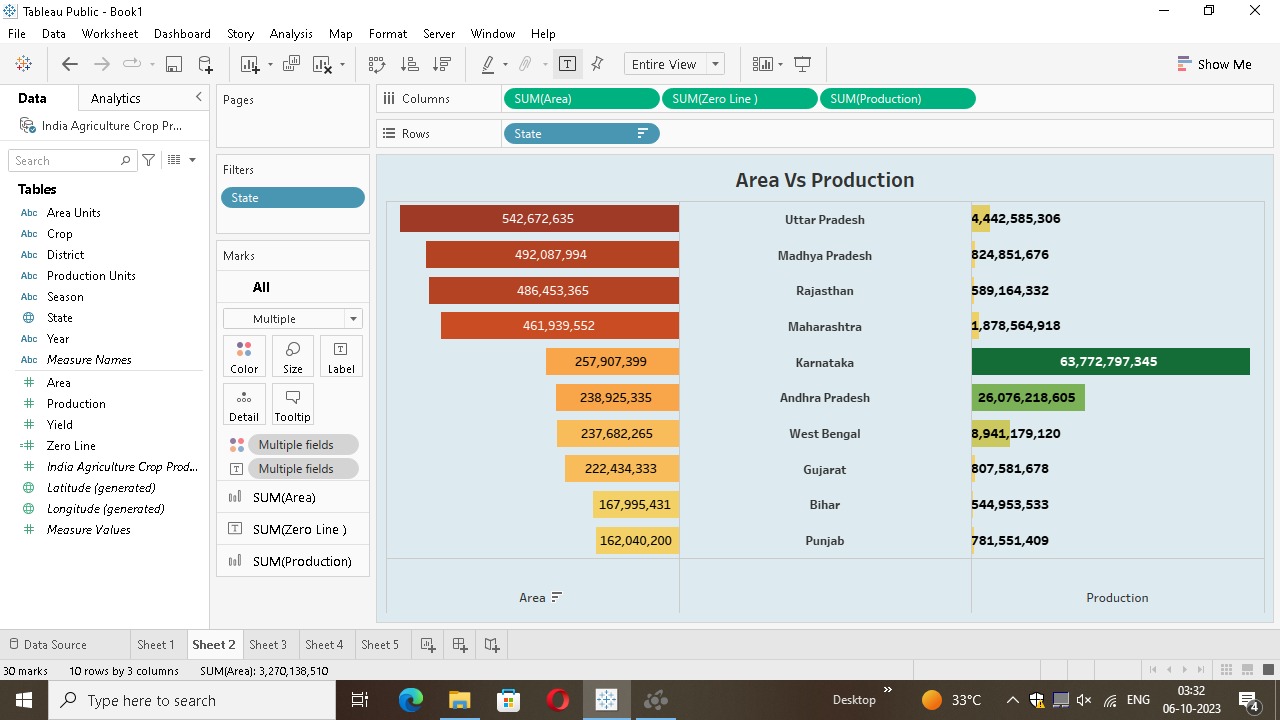 Tableau Public - Book1
File Data Worksheet Dashboard Story Analysis Map Format Server Window Help
Entire View
Show Me
Data Analytics
India Agriculture Crop Pr...
Search
Tables
Abc Area Units
Abc Crop
Abc District
Abc Production Units
Abc Season
State
Abc Year
Abc Measure Names
Area
Production
Yield
Zero Line
India Agriculture Crop Prod...
Latitude (generated)
Longitude (generated)
Measure Values
Pages
Filters
State
Marks
All
Multiple
Color Size Label
Detail Tooltip
Multiple fields
Multiple fields
SUM(Area)
SUM(Zero Line )
SUM(Production)
Columns SUM(Area) SUM(Zero Line ) SUM(Production)
Rows State
Area Vs Production
542,672,635 Uttar Pradesh 4,442,585,306
492,087,994 Madhya Pradesh 824,851,676
486,453,365 Rajasthan 589,164,332
461,939,552 Maharashtra 1,878,564,918
257,907,399 Karnataka 63,772,797,345
238,925,335 Andhra Pradesh 26,076,218,605
237,682,265 West Bengal 8,941,179,120
222,434,333 Gujarat 807,581,678
167,995,431 Bihar 544,953,533
162,040,200 Punjab 781,551,409
Area Production
Data Source Sheet 1 Sheet 2 Sheet 3 Sheet 4 Sheet 5
30 marks 10 rows by 3 columns SUM(Area): 3,270,138,510
Type here to search
Desktop
33°C
ENG
03:32
06-10-2023
4